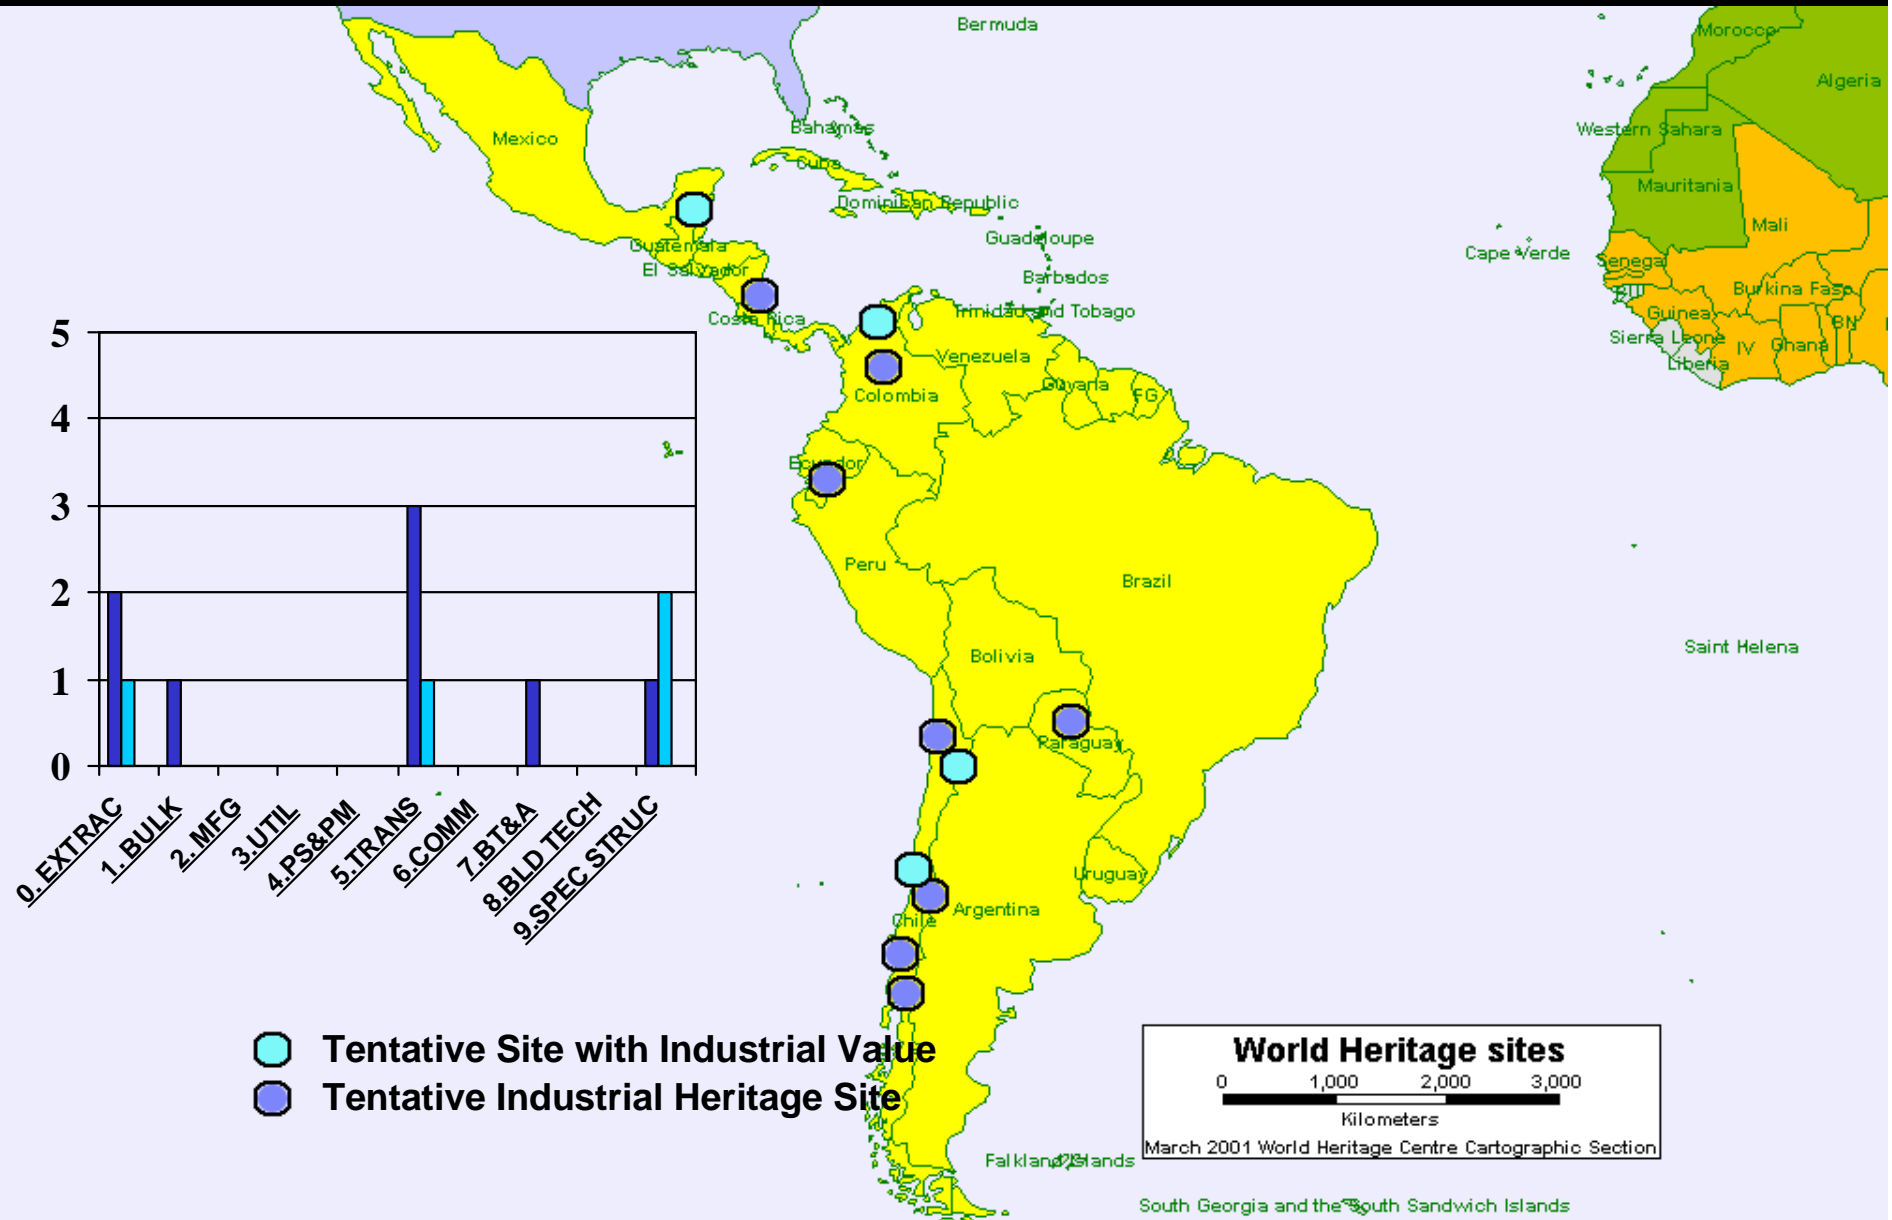 Bermuda
Morocco
Algeria
Mexico
Bahamas
Western Sahara
Cuba
Mauritania
Dominican Republic
Mali
Guadeloupe
Guatemala
Cape Verde
Senegal
El Salvador
Barbados
Burkina Faso
Costa Rica
Trinidad and Tobago
Guinea
BN
Sierra Leone
IV
Ghana
Venezuela
Liberia
Guyana
FG
Colombia
Ecuador
Peru
Brazil
Bolivia
Saint Helena
Paraguay
Uruguay
Argentina
Chile
5
4
3
2
1
0
0. EXTRAC
1. BULK
2. MFG
3.UTIL
4.PS&PM
5.TRANS
6.COMM
7.BT&A
8.BLD TECH
9.SPEC STRUC
Tentative Site with Industrial Value
Tentative Industrial Heritage Site
World Heritage sites
0 1,000 2,000 3,000
Kilometers
March 2001 World Heritage Centre Cartographic Section
Falkland Islands
South Georgia and the South Sandwich Islands